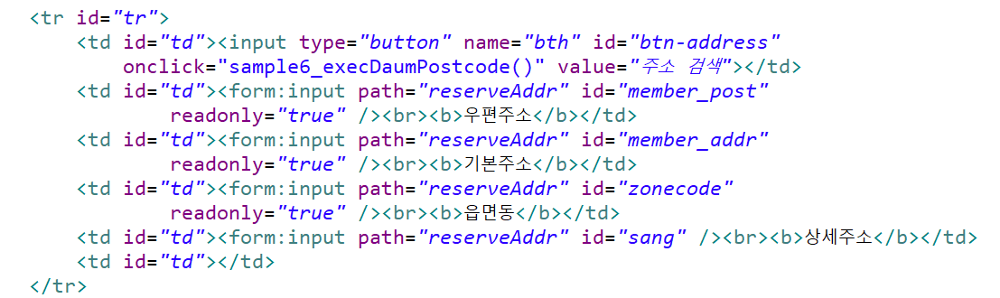 <tr id="tr">
<td id="td"><input type="button" name="bth" id="btn-address"
onclick="sample6_execDaumPostcode()" value="주소 검색"></td>
<td id="td"><form:input path="reserveAddr" id="member_post"
readonly="true" /><br><b>우편주소</b></td>
<td id="td"><form:input path="reserveAddr" id="member_addr"
readonly="true" /><br><b>기본주소</b></td>
<td id="td"><form:input path="reserveAddr" id="zonecode"
readonly="true" /><br><b>읍면동</b></td>
<td id="td"><form:input path="reserveAddr" id="sang" /><br><b>상세주소</b></td>
<td id="td"></td>
</tr>